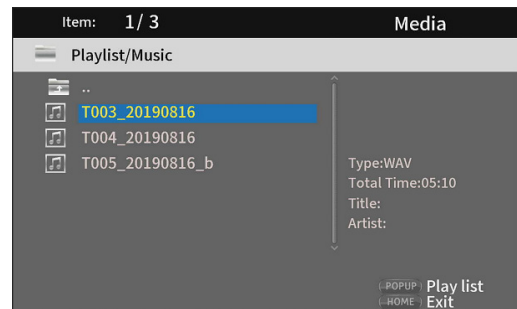 Item: 1/3 Media
Playlist/Music
..
T003_20190816
T004_20190816
T005_20190816_b
Type:WAV
Total Time:05:10
Title:
Artist:
POPUP Play list
HOME Exit